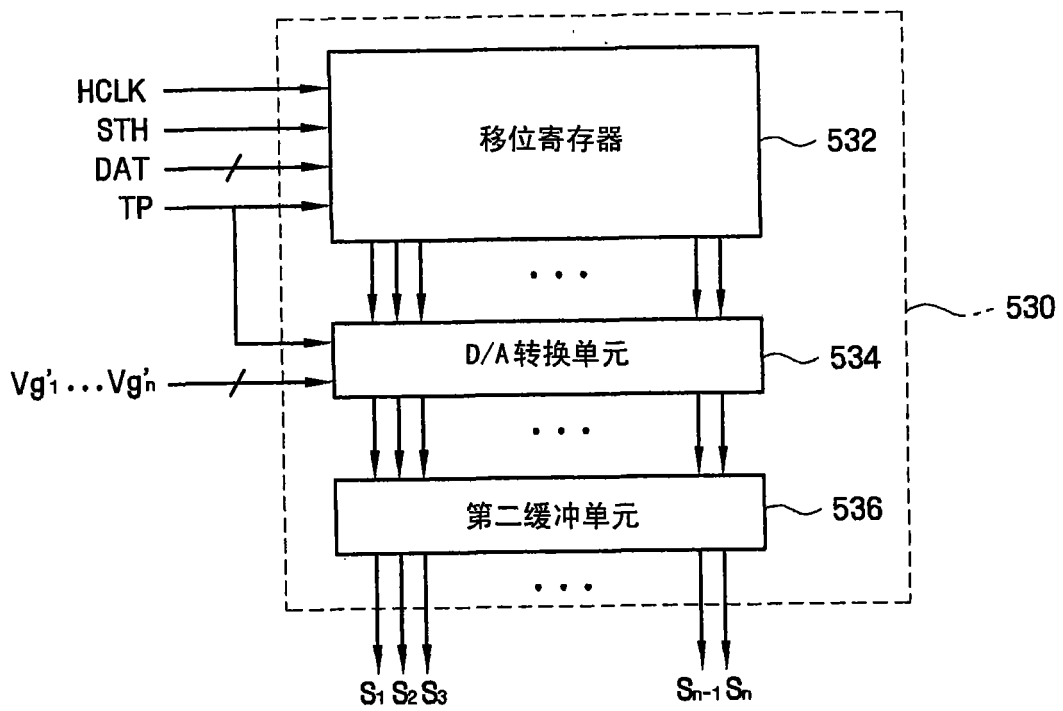 HCLK
STH
DAT
TP
移位寄存器
532
530
D/A转换单元
534
Vg'₁...Vg'ₙ
第二缓冲单元
536
S₁ S₂ S₃
Sₙ₋₁ Sₙ